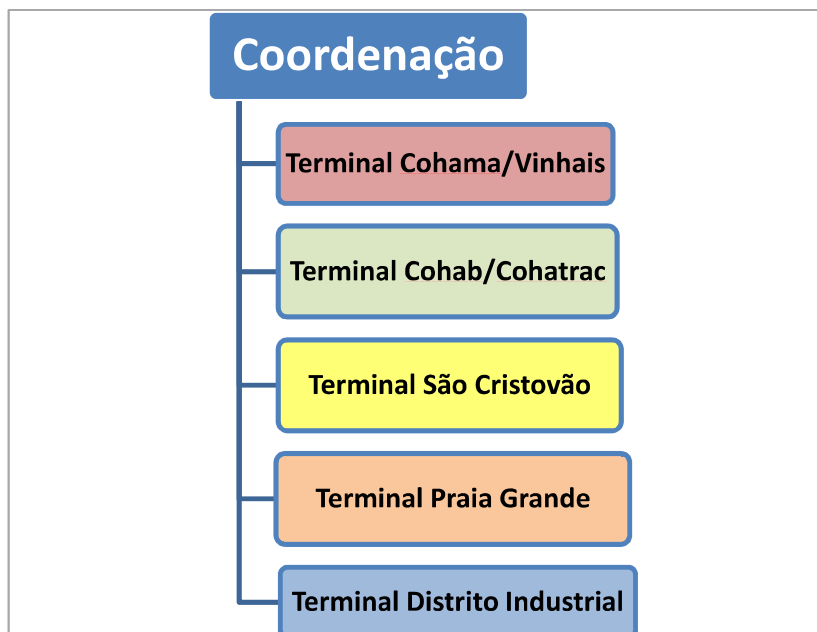 Coordenação
Terminal Cohama/Vinhais
Terminal Cohab/Cohatrac
Terminal São Cristovão
Terminal Praia Grande
Terminal Distrito Industrial